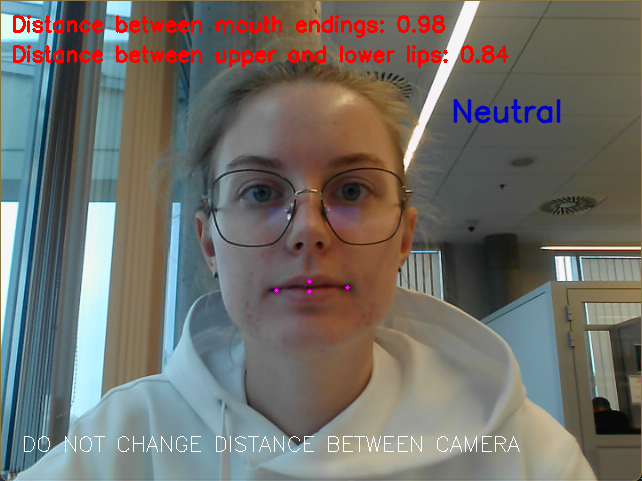 Distance between mouth endings: 0.98
Distance between upper and lower lips: 0.84
Neutral
DO NOT CHANGE DISTANCE BETWEEN CAMERA